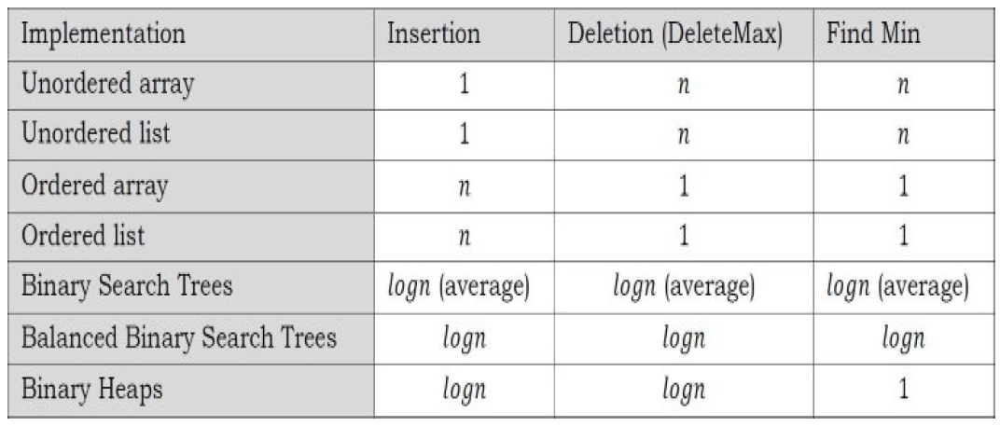 Implementation Insertion Deletion (DeleteMax) Find Min
Unordered array 1 n n
Unordered list 1 n n
Ordered array n 1 1
Ordered list n 1 1
Binary Search Trees logn (average) logn (average) logn (average)
Balanced Binary Search Trees logn logn logn
Binary Heaps logn logn 1